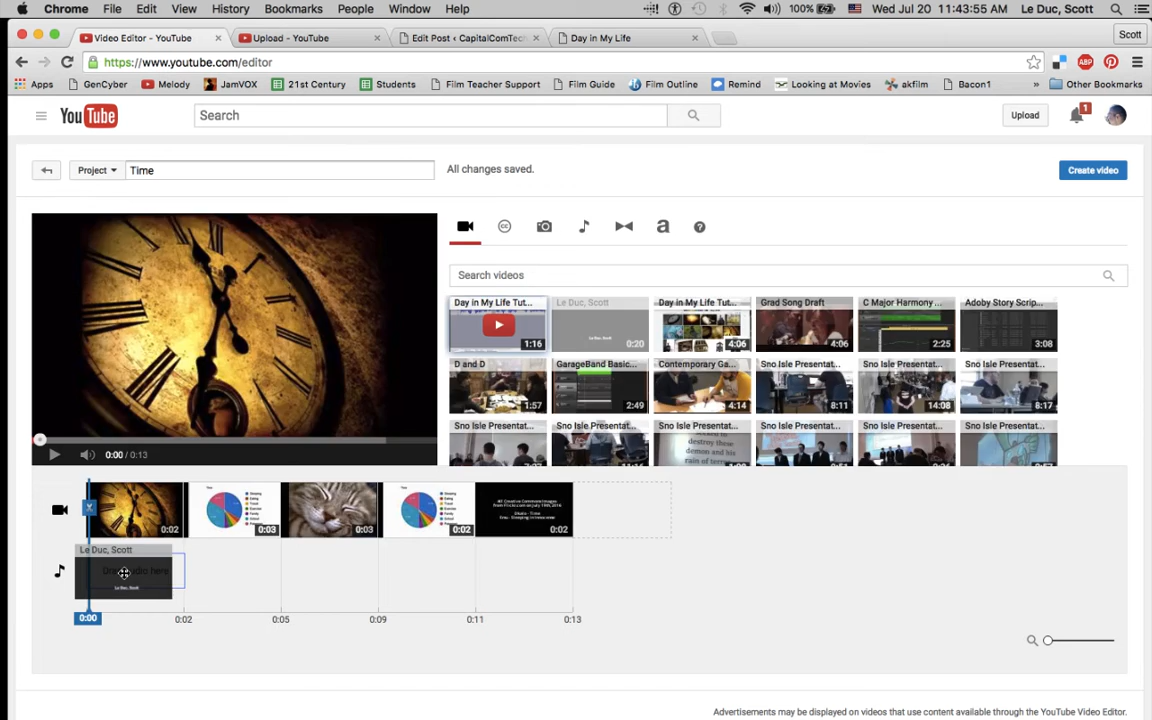 Chrome File Edit View History Bookmarks People Window Help 100% Wed Jul 20 11:43:55 AM Le Duc, Scott
Video Editor - YouTube Upload - YouTube Edit Post ‹ CapitalComTech Day in My Life Scott
https://www.youtube.com/editor ABP
Apps GenCyber Melody JamVOX 21st Century Students Film Teacher Support Film Guide Film Outline Remind Looking at Movies akfilm Bacon1 » Other Bookmarks
YouTube Search Upload 1
Project Time All changes saved. Create video
Search videos
Day in My Life Tut... Le Duc, Scott Day in My Life Tut... Grad Song Draft C Major Harmony ... Adoby Story Scrip...
1:16 0:20 4:06 4:06 2:25 3:08
D and D GarageBand Basic... Contemporary Ga... Sno Isle Presentat... Sno Isle Presentat... Sno Isle Presentat...
1:57 2:49 4:14 8:11 14:08 8:17
Sno Isle Presentat... Sno Isle Presentat... Sno Isle Presentat... Sno Isle Presentat... Sno Isle Presentat... Sno Isle Presentat...
0:00 / 0:13
0:02 0:03 0:03 0:02 0:02
Le Duc, Scott
Le Duc, Scott
0:00 0:02 0:05 0:09 0:11 0:13
Advertisements may be displayed on videos that use content available through the YouTube Video Editor.